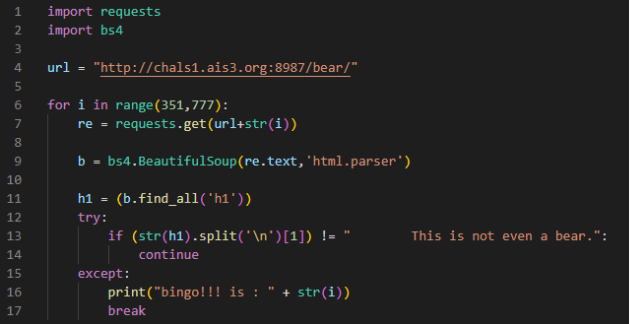 1 import requests
2 import bs4
3
4 url = "http://chals1.ais3.org:8987/bear/"
5
6 for i in range(351,777):
7     re = requests.get(url+str(i))
8
9     b = bs4.BeautifulSoup(re.text,'html.parser')
10
11     h1 = (b.find_all('h1'))
12     try:
13         if (str(h1).split('\n')[1]) != "        This is not even a bear.":
14             continue
15     except:
16         print("bingo!!! is : " + str(i))
17         break